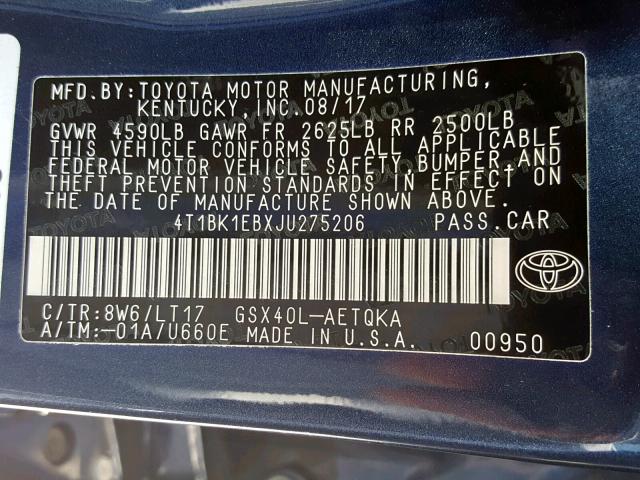 MFD.BY:TOYOTA MOTOR MANUFACTURING,
KENTUCKY,INC.08/17
GVWR 4590LB GAWR FR 2625LB RR 2500LB
THIS VEHICLE CONFORMS TO ALL APPLICABLE
FEDERAL MOTOR VEHICLE SAFETY,BUMPER,AND
THEFT PREVENTION STANDARDS IN EFFECT ON
THE DATE OF MANUFACTURE SHOWN ABOVE.
4T1BK1EBXJU275206 PASS.CAR
C/TR:8W6/LT17 GSX40L-AETQKA
A/TM:-01A/U660E MADE IN U.S.A. 00950